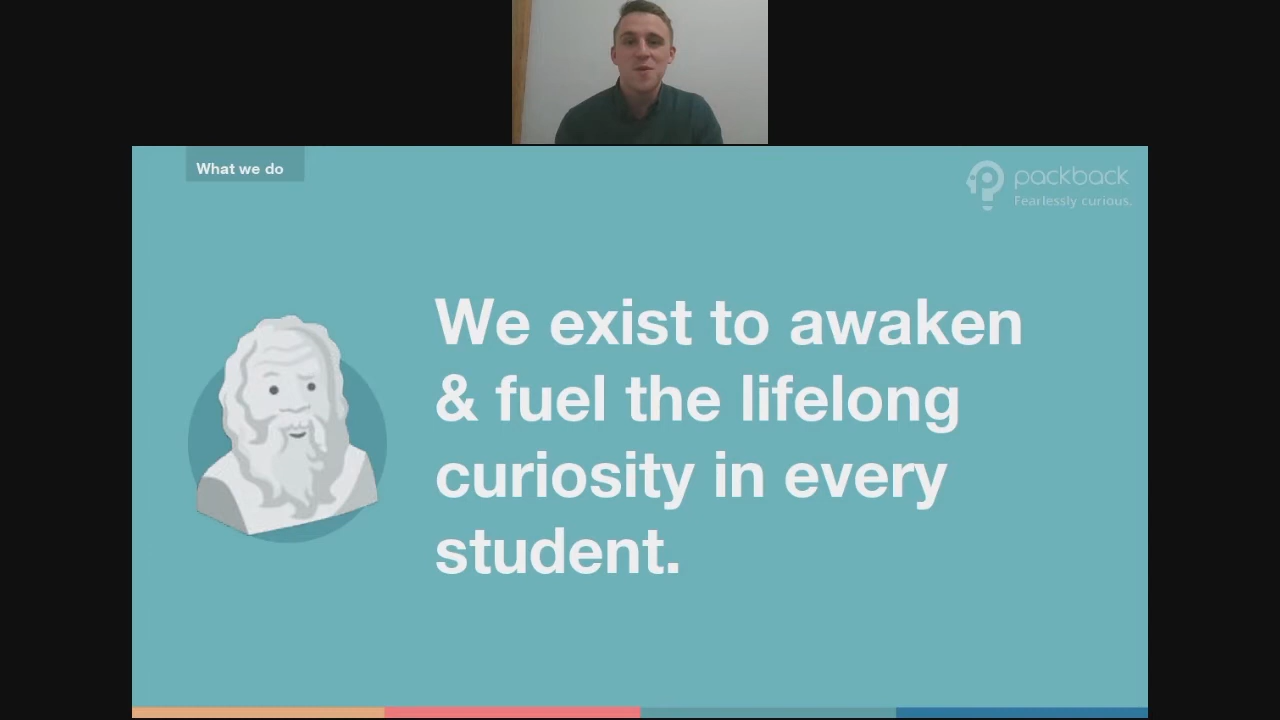 What we do
packback
Fearlessly curious.
We exist to awaken
& fuel the lifelong
curiosity in every
student.